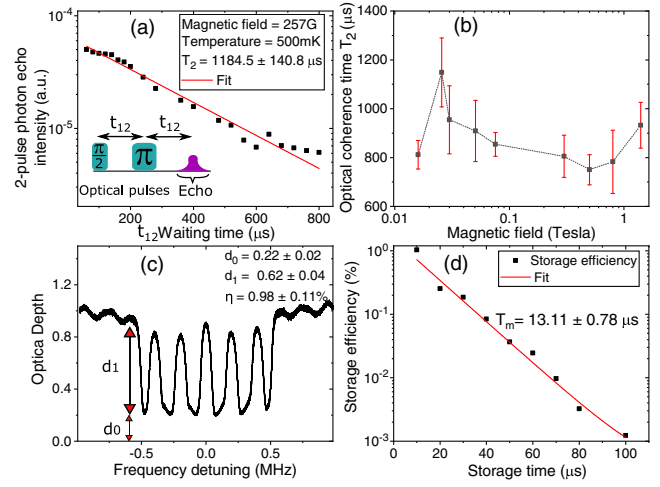 (a)
Magnetic field = 257G
Temperature = 500mK
T2 = 1184.5 ± 140.8 μs
Fit
10-4
10-5
2-pulse photon echo
intensity (a.u.)
t12
t12
π
2
π
Optical pulses
Echo
0
200
400
600
800
t12Waiting time (μs)
(b)
Optical coherence time T2 (μs)
1400
1200
1000
800
600
0.01
0.1
1
Magnetic field (Tesla)
(c)
d0 = 0.22 ± 0.02
d1 = 0.62 ± 0.04
η = 0.98 ± 0.11%
Optica Depth
1.2
0.8
0.4
0.0
d1
d0
-0.5
0.0
0.5
Frequency detuning (MHz)
(d)
Storage efficiency
Fit
Tm= 13.11 ± 0.78 μs
Storage efficiency (%)
100
10-1
10-2
10-3
0
20
40
60
80
100
Storage time (μs)